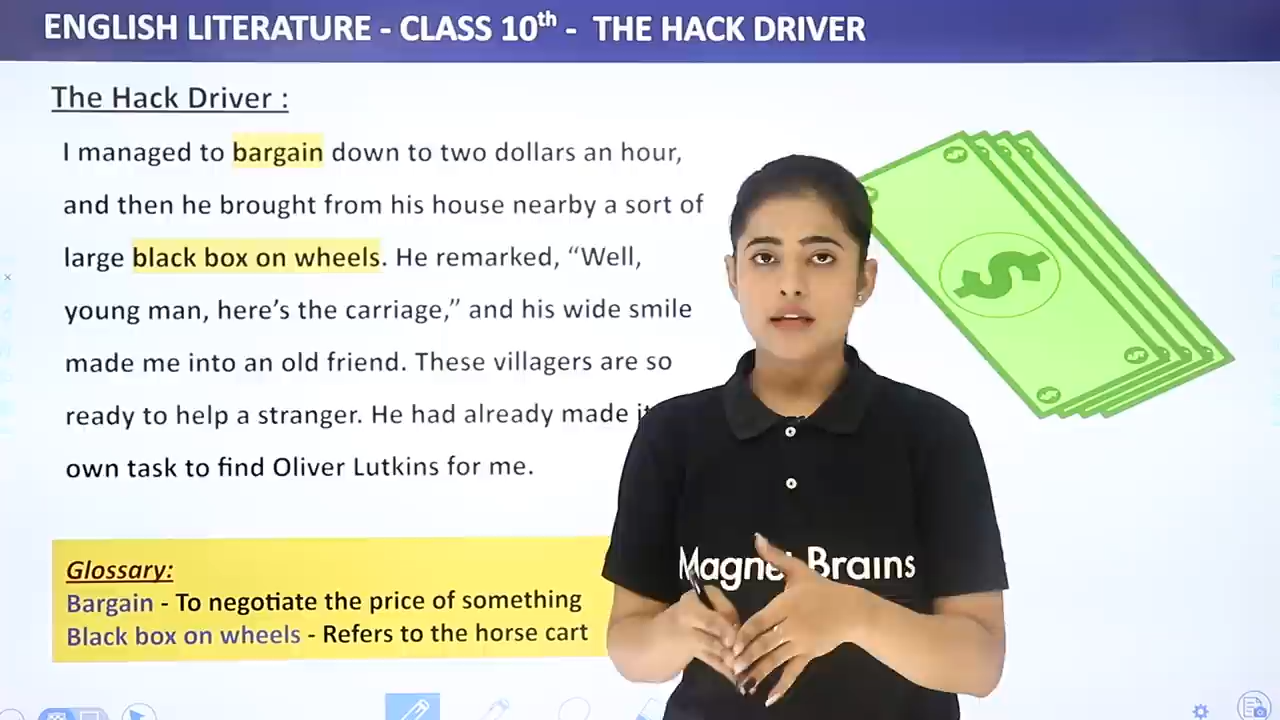 ENGLISH LITERATURE - CLASS 10th - THE HACK DRIVER
The Hack Driver :
I managed to bargain down to two dollars an hour,
and then he brought from his house nearby a sort of
large black box on wheels. He remarked, “Well,
young man, here’s the carriage,” and his wide smile
made me into an old friend. These villagers are so
ready to help a stranger. He had already made
own task to find Oliver Lutkins for me.
Glossary:
Bargain - To negotiate the price of something
Black box on wheels - Refers to the horse cart
Brains